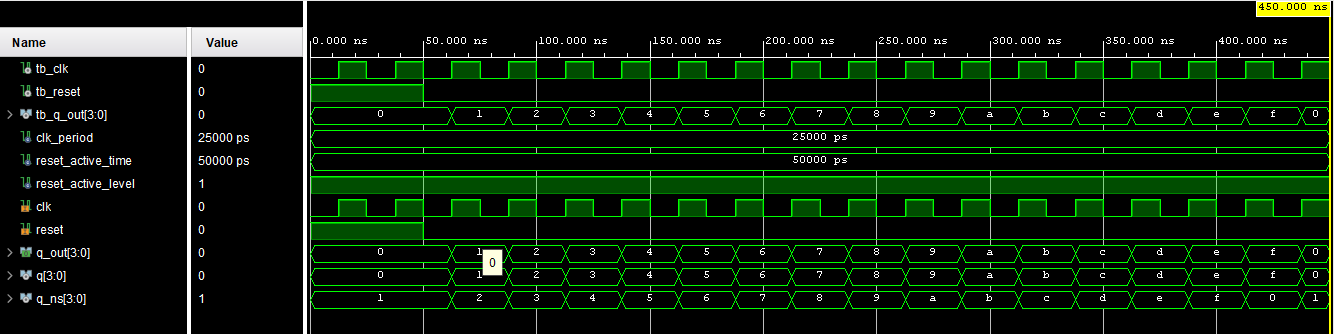 450.000 ns
Name Value
0.000 ns 50.000 ns 100.000 ns 150.000 ns 200.000 ns 250.000 ns 300.000 ns 350.000 ns 400.000 ns
tb_clk 0
tb_reset 0
tb_q_out[3:0] 0 0 1 2 3 4 5 6 7 8 9 a b c d e f 0
clk_period 25000 ps 25000 ps
reset_active_time 50000 ps 50000 ps
reset_active_level 1
clk 0
reset 0
q_out[3:0] 0 0 1 2 3 4 5 6 7 8 9 a b c d e f 0
0
q[3:0] 0 0 1 2 3 4 5 6 7 8 9 a b c d e f 0
q_ns[3:0] 1 1 2 3 4 5 6 7 8 9 a b c d e f 0 1